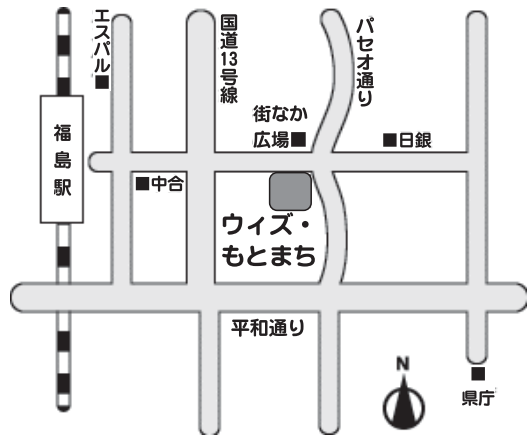 エスパル
国道13号線
パセオ通り
街なか
広場
日銀
福島駅
中合
ウィズ・
もとまち
平和通り
N
県庁